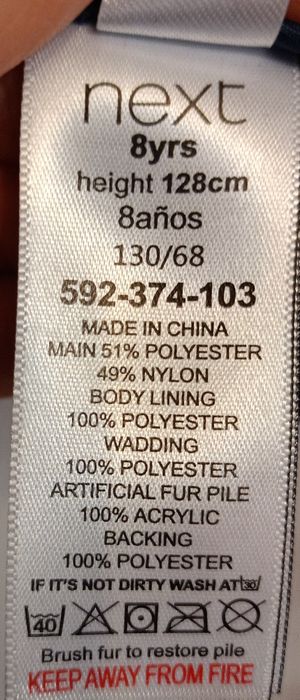 next
8yrs
height 128cm
8años
130/68
592-374-103
MADE IN CHINA
MAIN 51% POLYESTER
49% NYLON
BODY LINING
100% POLYESTER
WADDING
100% POLYESTER
ARTIFICIAL FUR PILE
100% ACRYLIC
BACKING
100% POLYESTER
IF IT'S NOT DIRTY WASH AT 30
40
Brush fur to restore pile
KEEP AWAY FROM FIRE